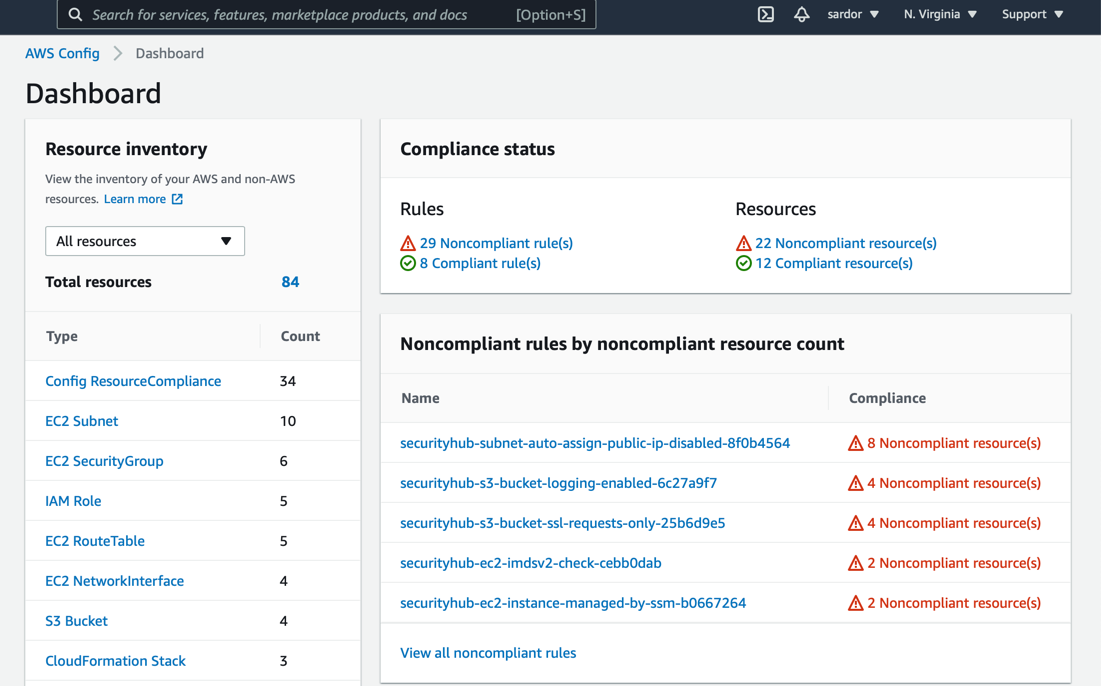 Search for services, features, marketplace products, and docs [Option+S] sardor ▼ N. Virginia ▼ Support ▼
AWS Config > Dashboard
Dashboard
Resource inventory
View the inventory of your AWS and non-AWS
resources. Learn more
All resources ▼
Total resources 84
Type Count
Config ResourceCompliance 34
EC2 Subnet 10
EC2 SecurityGroup 6
IAM Role 5
EC2 RouteTable 5
EC2 NetworkInterface 4
S3 Bucket 4
CloudFormation Stack 3
Compliance status
Rules Resources
29 Noncompliant rule(s) 22 Noncompliant resource(s)
8 Compliant rule(s) 12 Compliant resource(s)
Noncompliant rules by noncompliant resource count
Name Compliance
securityhub-subnet-auto-assign-public-ip-disabled-8f0b4564 8 Noncompliant resource(s)
securityhub-s3-bucket-logging-enabled-6c27a9f7 4 Noncompliant resource(s)
securityhub-s3-bucket-ssl-requests-only-25b6d9e5 4 Noncompliant resource(s)
securityhub-ec2-imdsv2-check-cebb0dab 2 Noncompliant resource(s)
securityhub-ec2-instance-managed-by-ssm-b0667264 2 Noncompliant resource(s)
View all noncompliant rules